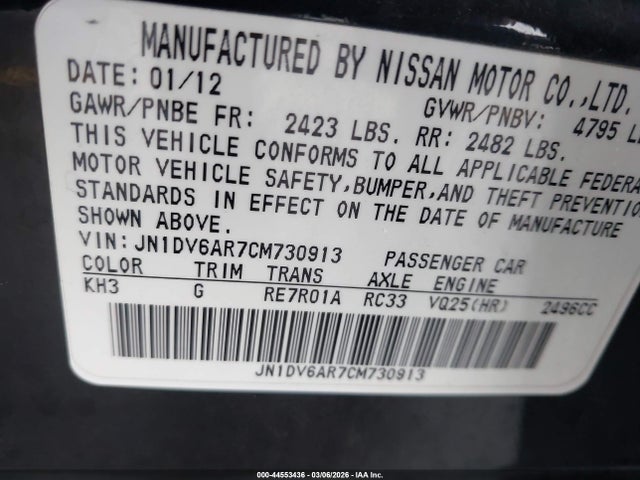 MANUFACTURED BY NISSAN MOTOR CO.,LTD.
DATE: 01/12
GVWR/PNBV: 4795 L
GAWR/PNBE FR: 2423 LBS. RR: 2482 LBS.
THIS VEHICLE CONFORMS TO ALL APPLICABLE FEDERA
MOTOR VEHICLE SAFETY,BUMPER,AND THEFT PREVENTIO
STANDARDS IN EFFECT ON THE DATE OF MANUFACTURE
SHOWN ABOVE.
VIN:JN1DV6AR7CM730913 PASSENGER CAR
COLOR TRIM TRANS AXLE ENGINE
KH3 G RE7R01A RC33 VQ25(HR) 2496CC
JN1DV6AR7CM730913
000-44553436 - 03/06/2026 - IAA Inc.